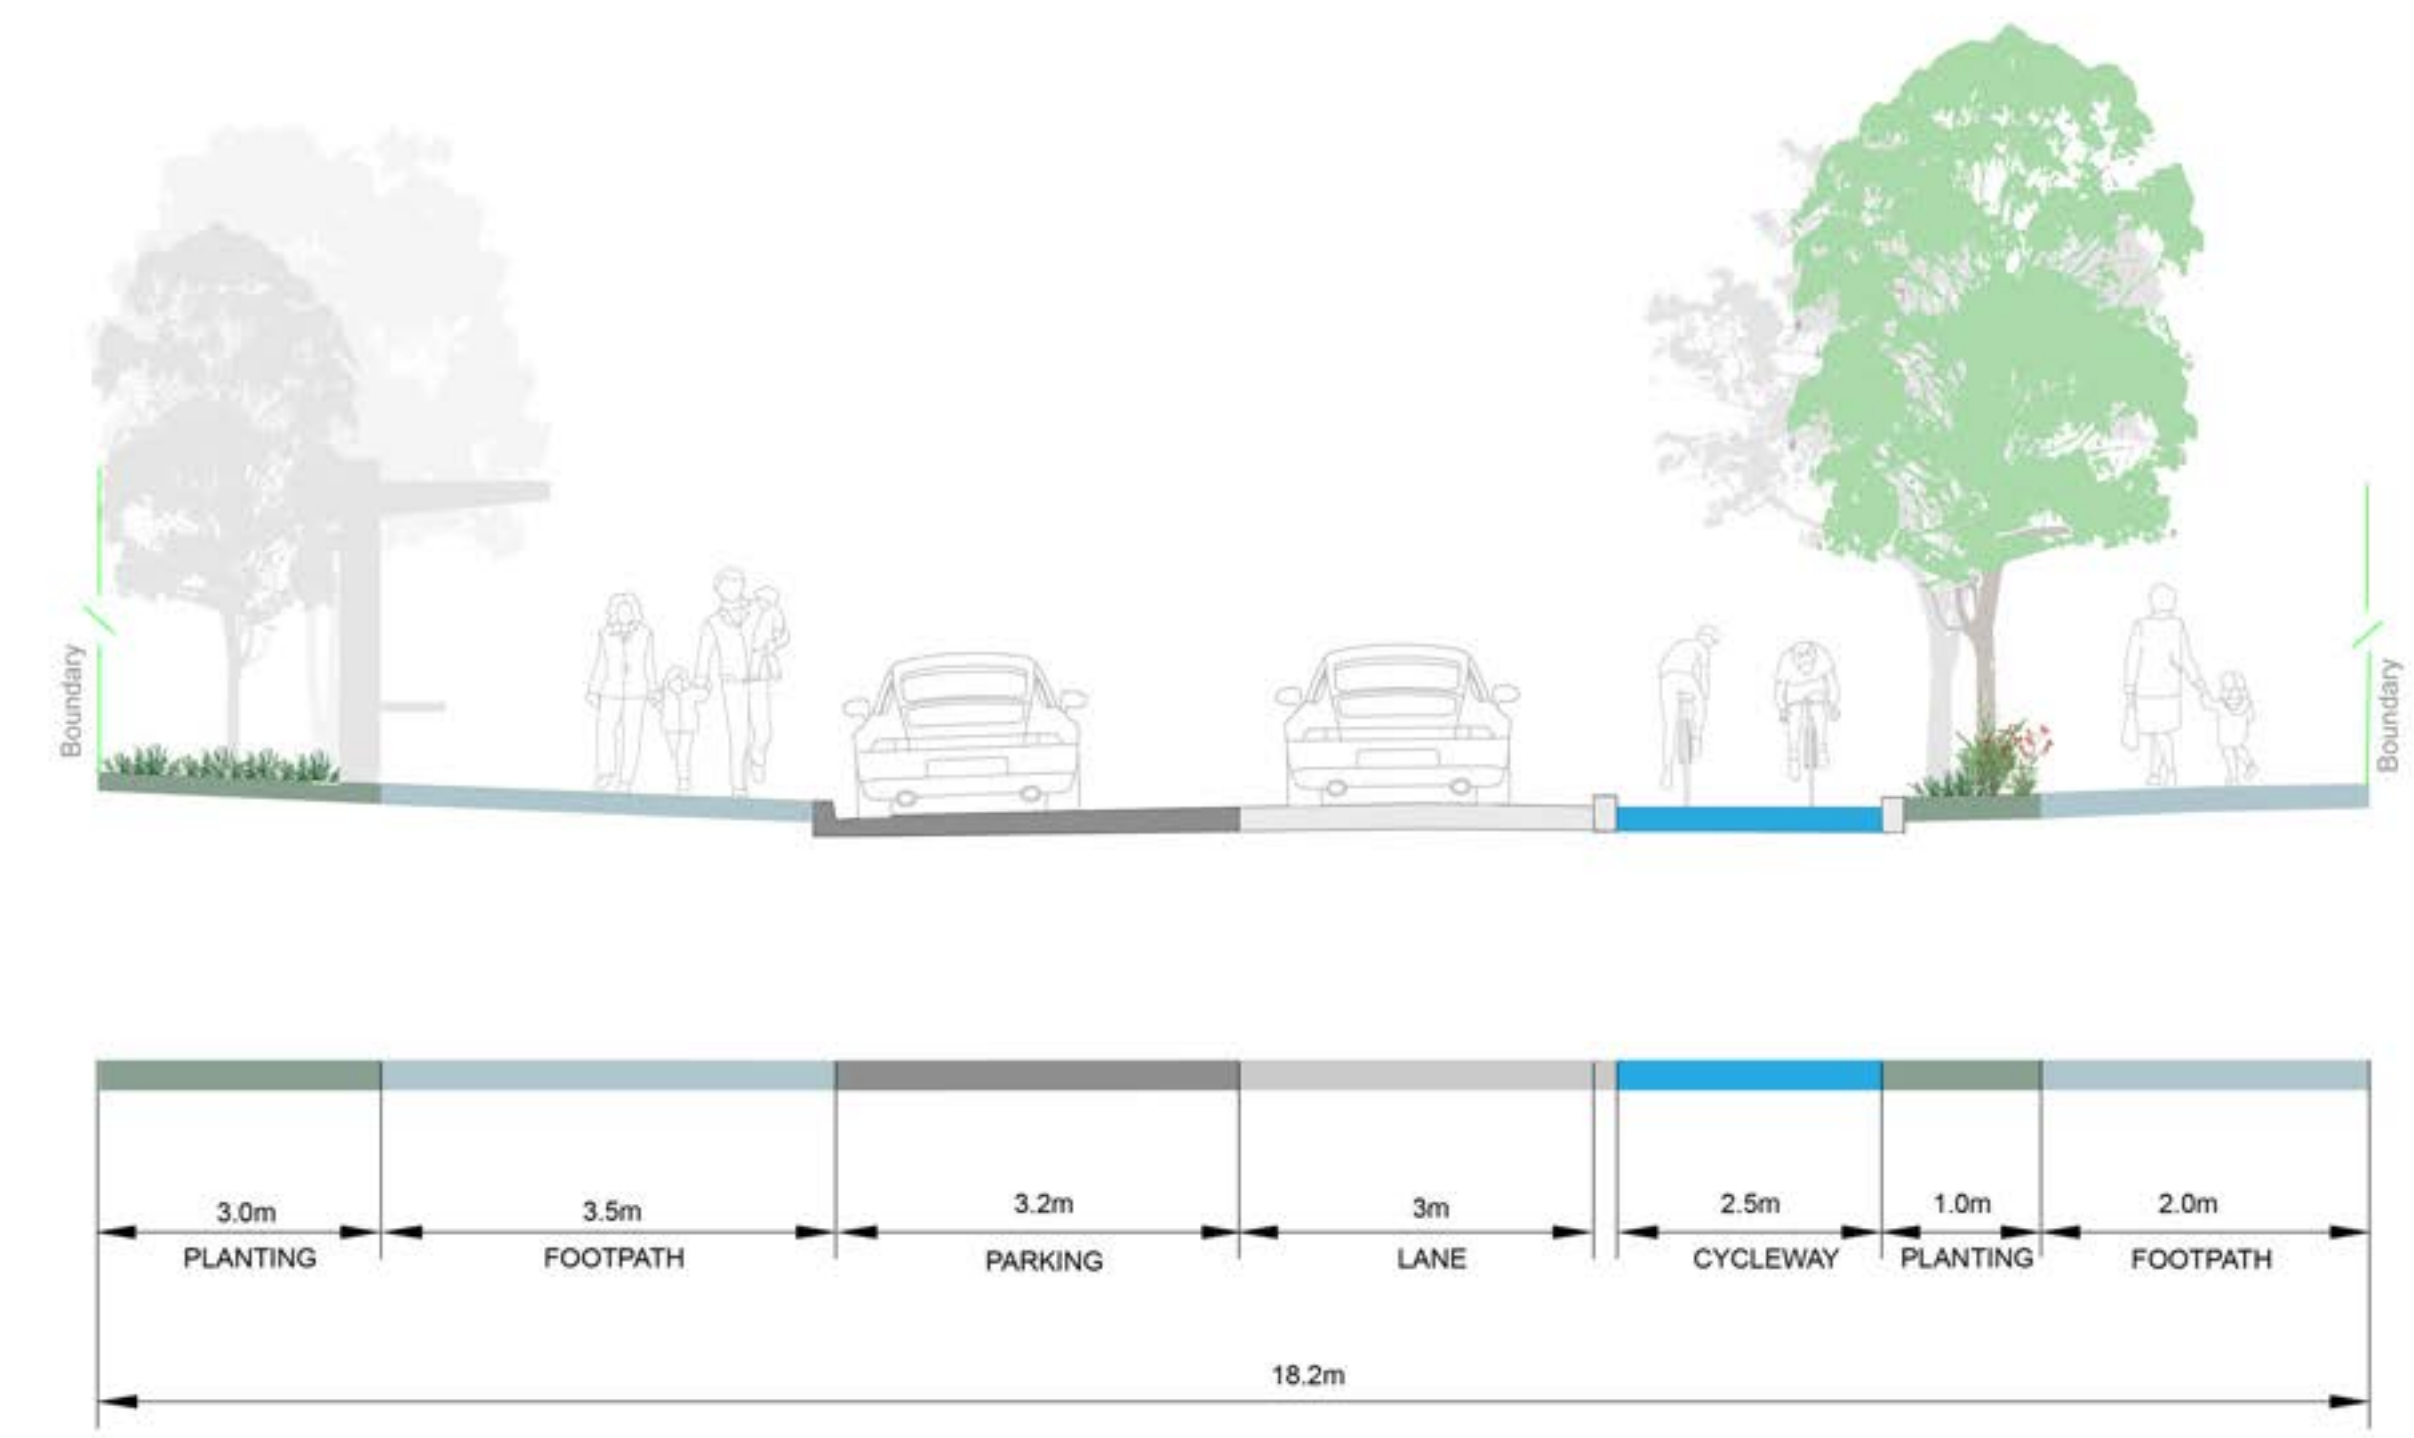 Boundary
Boundary
3.0m
3.5m
3.2m
3m
2.5m
1.0m
2.0m
PLANTING
FOOTPATH
PARKING
LANE
CYCLEWAY
PLANTING
FOOTPATH
18.2m